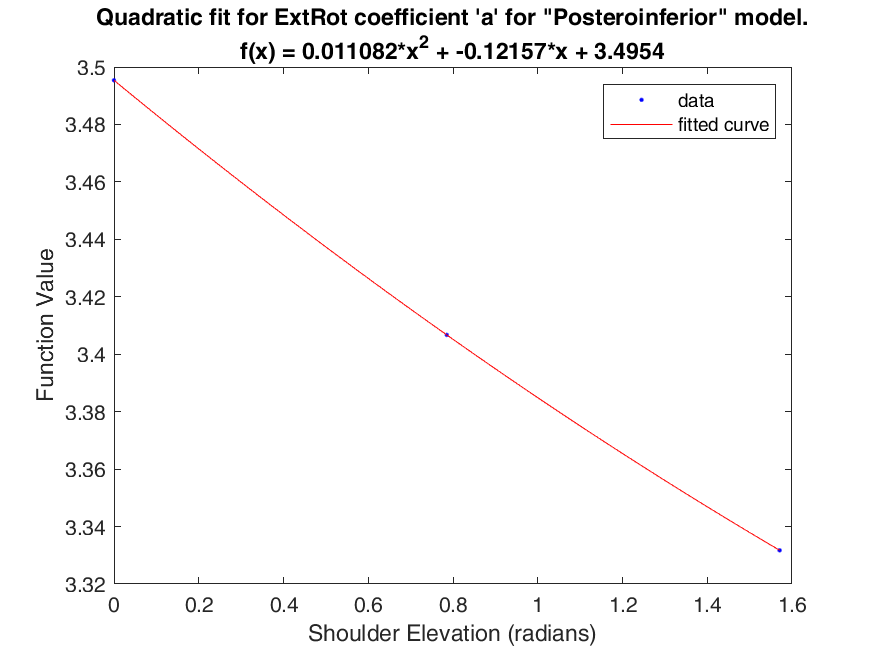 Quadratic fit for ExtRot coefficient 'a' for "Posteroinferior" model.
f(x) = 0.011082*x² + -0.12157*x + 3.4954
data
fitted curve
3.5
3.48
3.46
3.44
3.42
3.4
3.38
3.36
3.34
3.32
Function Value
0 0.2 0.4 0.6 0.8 1 1.2 1.4 1.6
Shoulder Elevation (radians)